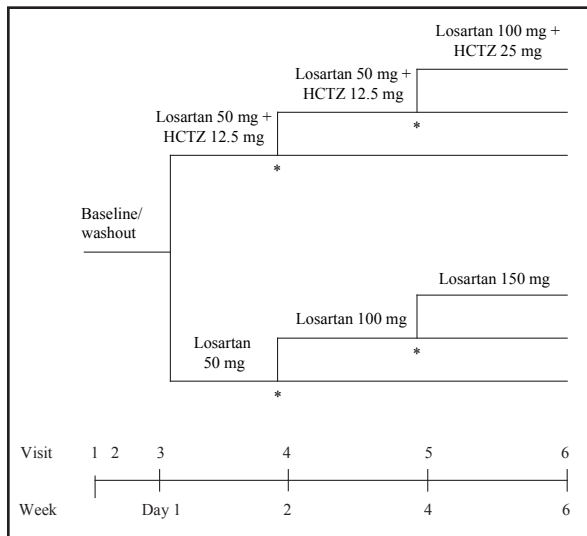 Losartan 100 mg +
HCTZ 25 mg
Losartan 50 mg +
HCTZ 12.5 mg
Losartan 50 mg +
HCTZ 12.5 mg
*
*
Baseline/
washout
Losartan 150 mg
Losartan 100 mg
Losartan
50 mg
*
*
Visit 1 2 3 4 5 6
Week Day 1 2 4 6